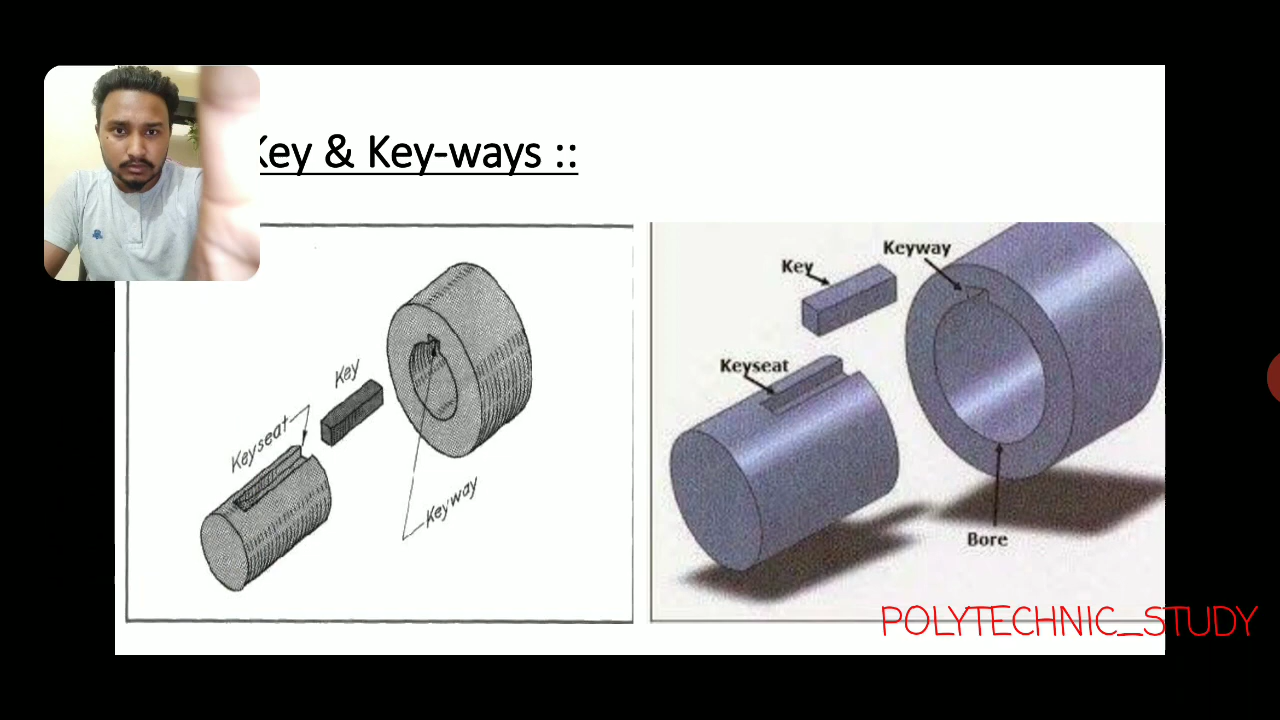 Key & Key-ways ::
Key
Keyseat
Keyway
Key
Keyway
Keyseat
Bore
POLYTECHNIC_STUDY